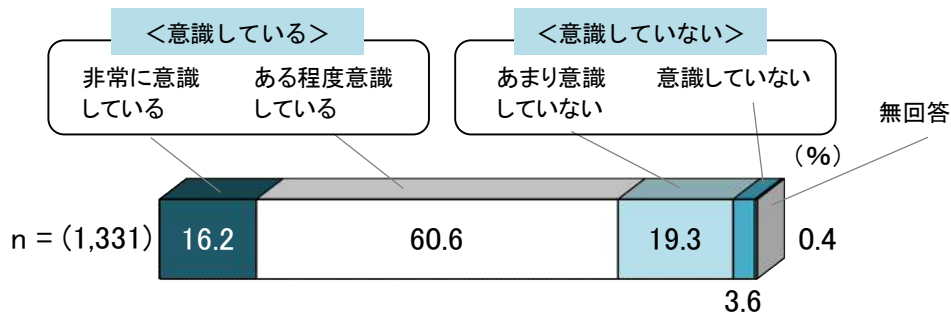 ＜意識している＞
＜意識していない＞
非常に意識
している
ある程度意識
している
あまり意識
していない
意識していない
無回答
（%）
n = (1,331)
16.2
60.6
19.3
0.4
3.6